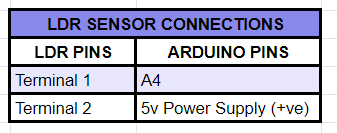 LDR SENSOR CONNECTIONS
LDR PINS ARDUINO PINS
Terminal 1 A4
Terminal 2 5v Power Supply (+ve)